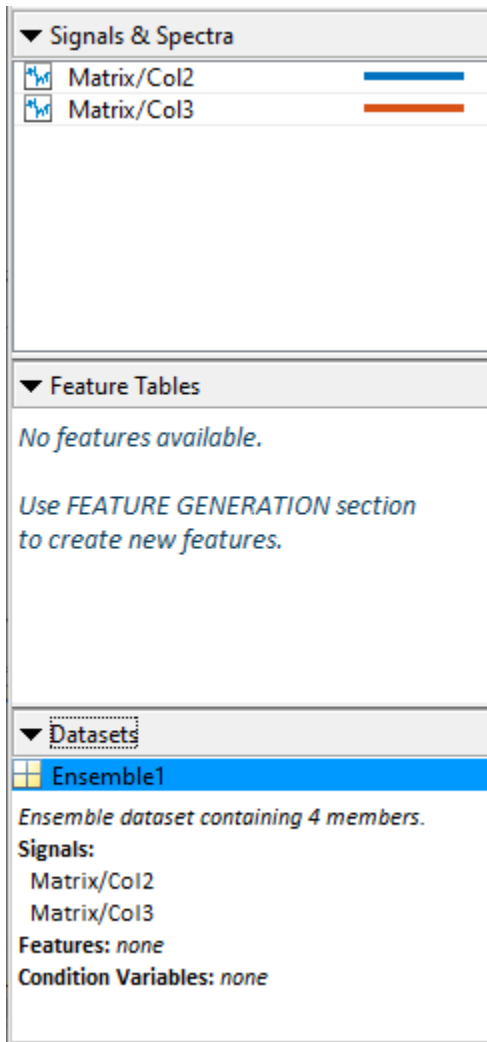 Signals & Spectra
Matrix/Col2
Matrix/Col3
Feature Tables
No features available.
Use FEATURE GENERATION section
to create new features.
Datasets
Ensemble1
Ensemble dataset containing 4 members.
Signals:
Matrix/Col2
Matrix/Col3
Features: none
Condition Variables: none